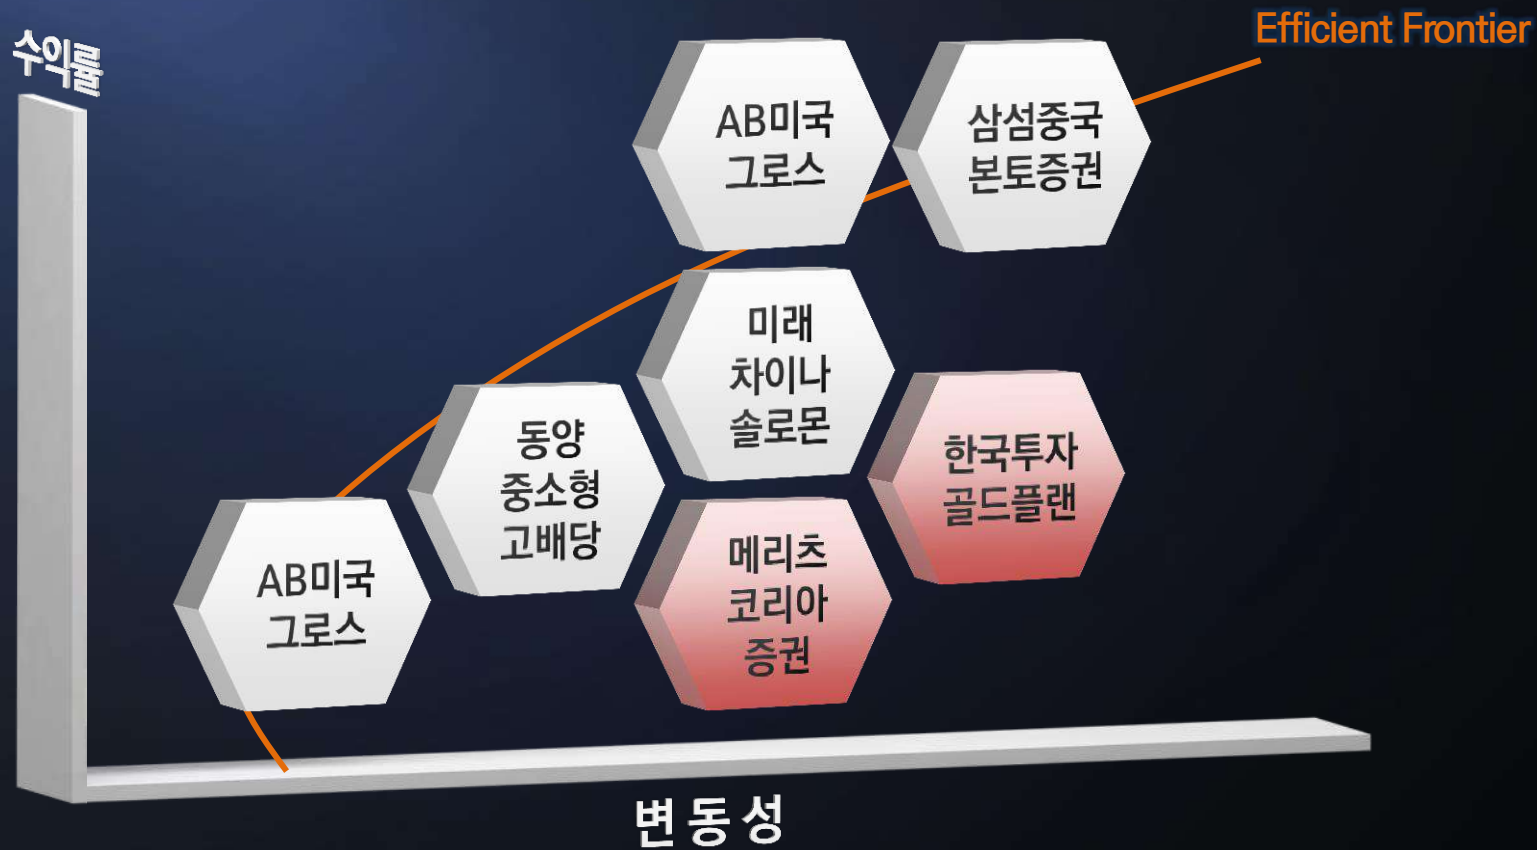 Efficient Frontier
수익률
AB미국
그로스
삼섬중국
본토증권
미래
차이나
솔로몬
동양
중소형
고배당
한국투자
골드플랜
AB미국
그로스
메리츠
코리아
증권
변동성